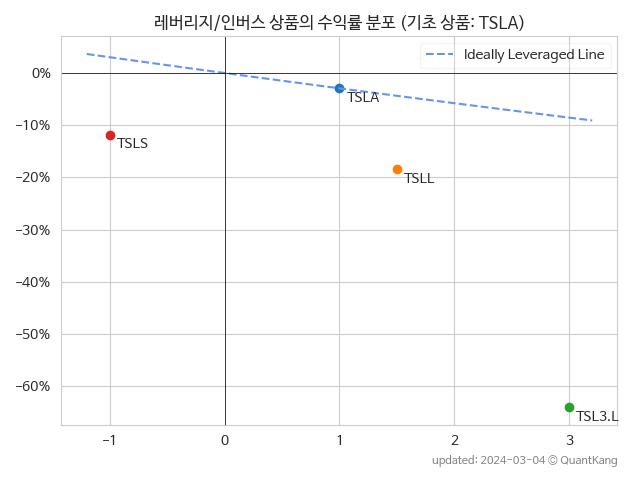 레버리지/인버스 상품의 수익률 분포 (기초 상품: TSLA)
Ideally Leveraged Line
0%
TSLA
−10%
TSLS
TSLL
−20%
−30%
−40%
−50%
−60%
TSL3.L
−1 0 1 2 3
updated: 2024-03-04 © QuantKang